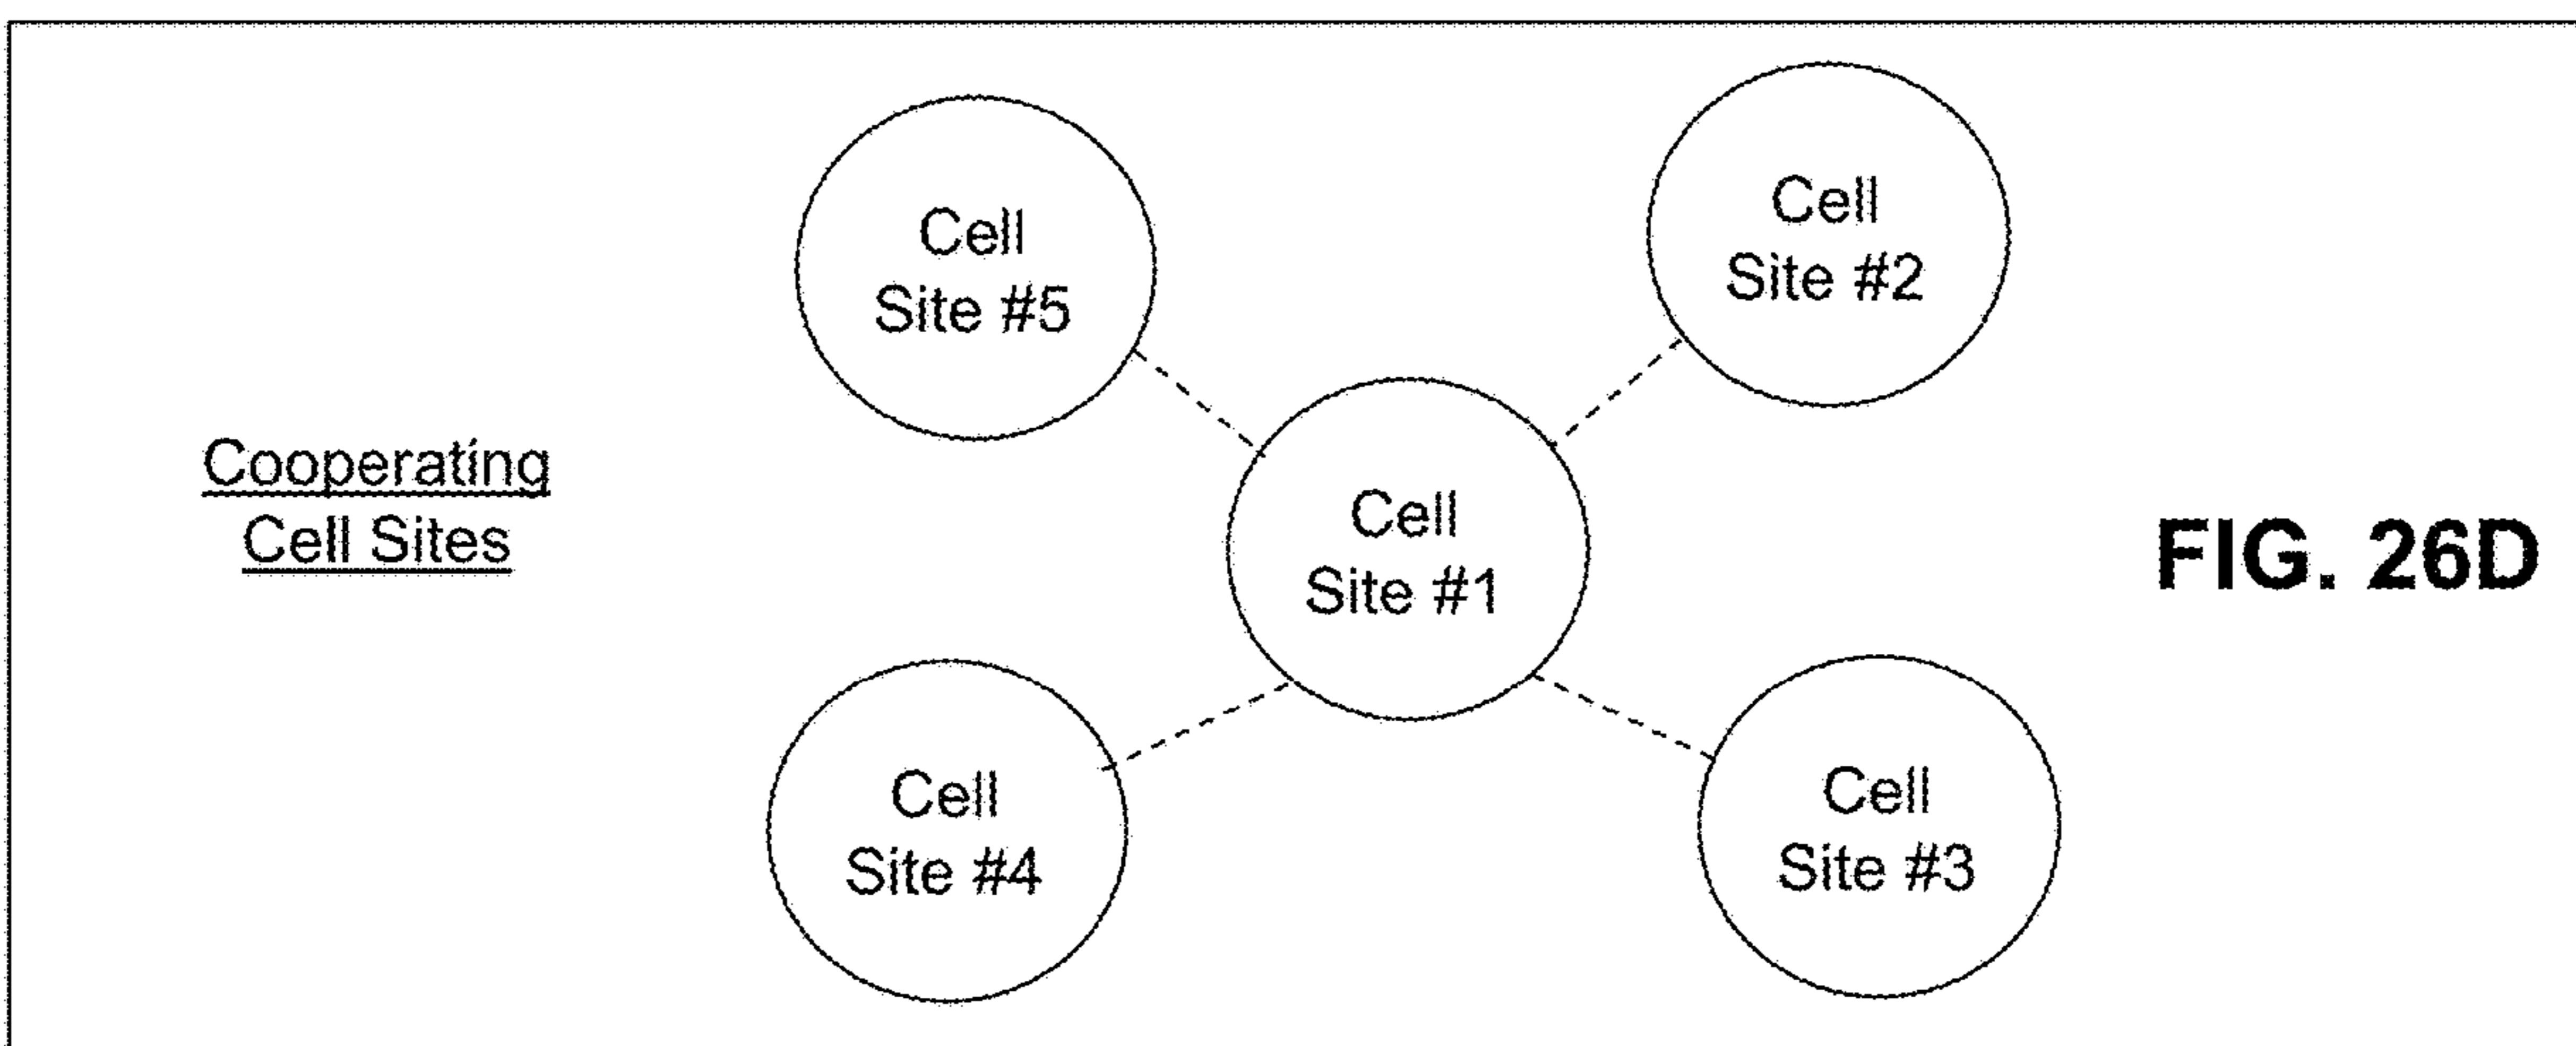 Cell
Site #5
Cell
Site #2
Cooperating
Cell Sites
Cell
Site #1
FIG. 26D
Cell
Site #4
Cell
Site #3